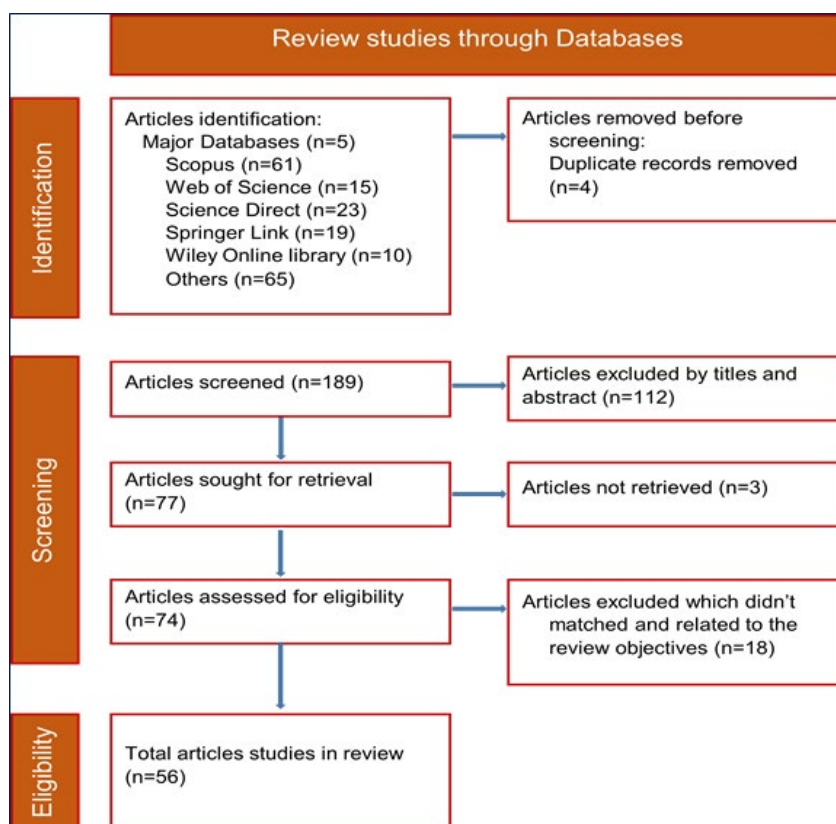 Review studies through Databases
Identification
Articles identification:
Major Databases (n=5)
Scopus (n=61)
Web of Science (n=15)
Science Direct (n=23)
Springer Link (n=19)
Wiley Online library (n=10)
Others (n=65)
Articles removed before
screening:
Duplicate records removed
(n=4)
Screening
Articles screened (n=189)
Articles excluded by titles and
abstract (n=112)
Articles sought for retrieval
(n=77)
Articles not retrieved (n=3)
Articles assessed for eligibility
(n=74)
Articles excluded which didn’t
matched and related to the
review objectives (n=18)
Eligibility
Total articles studies in review
(n=56)